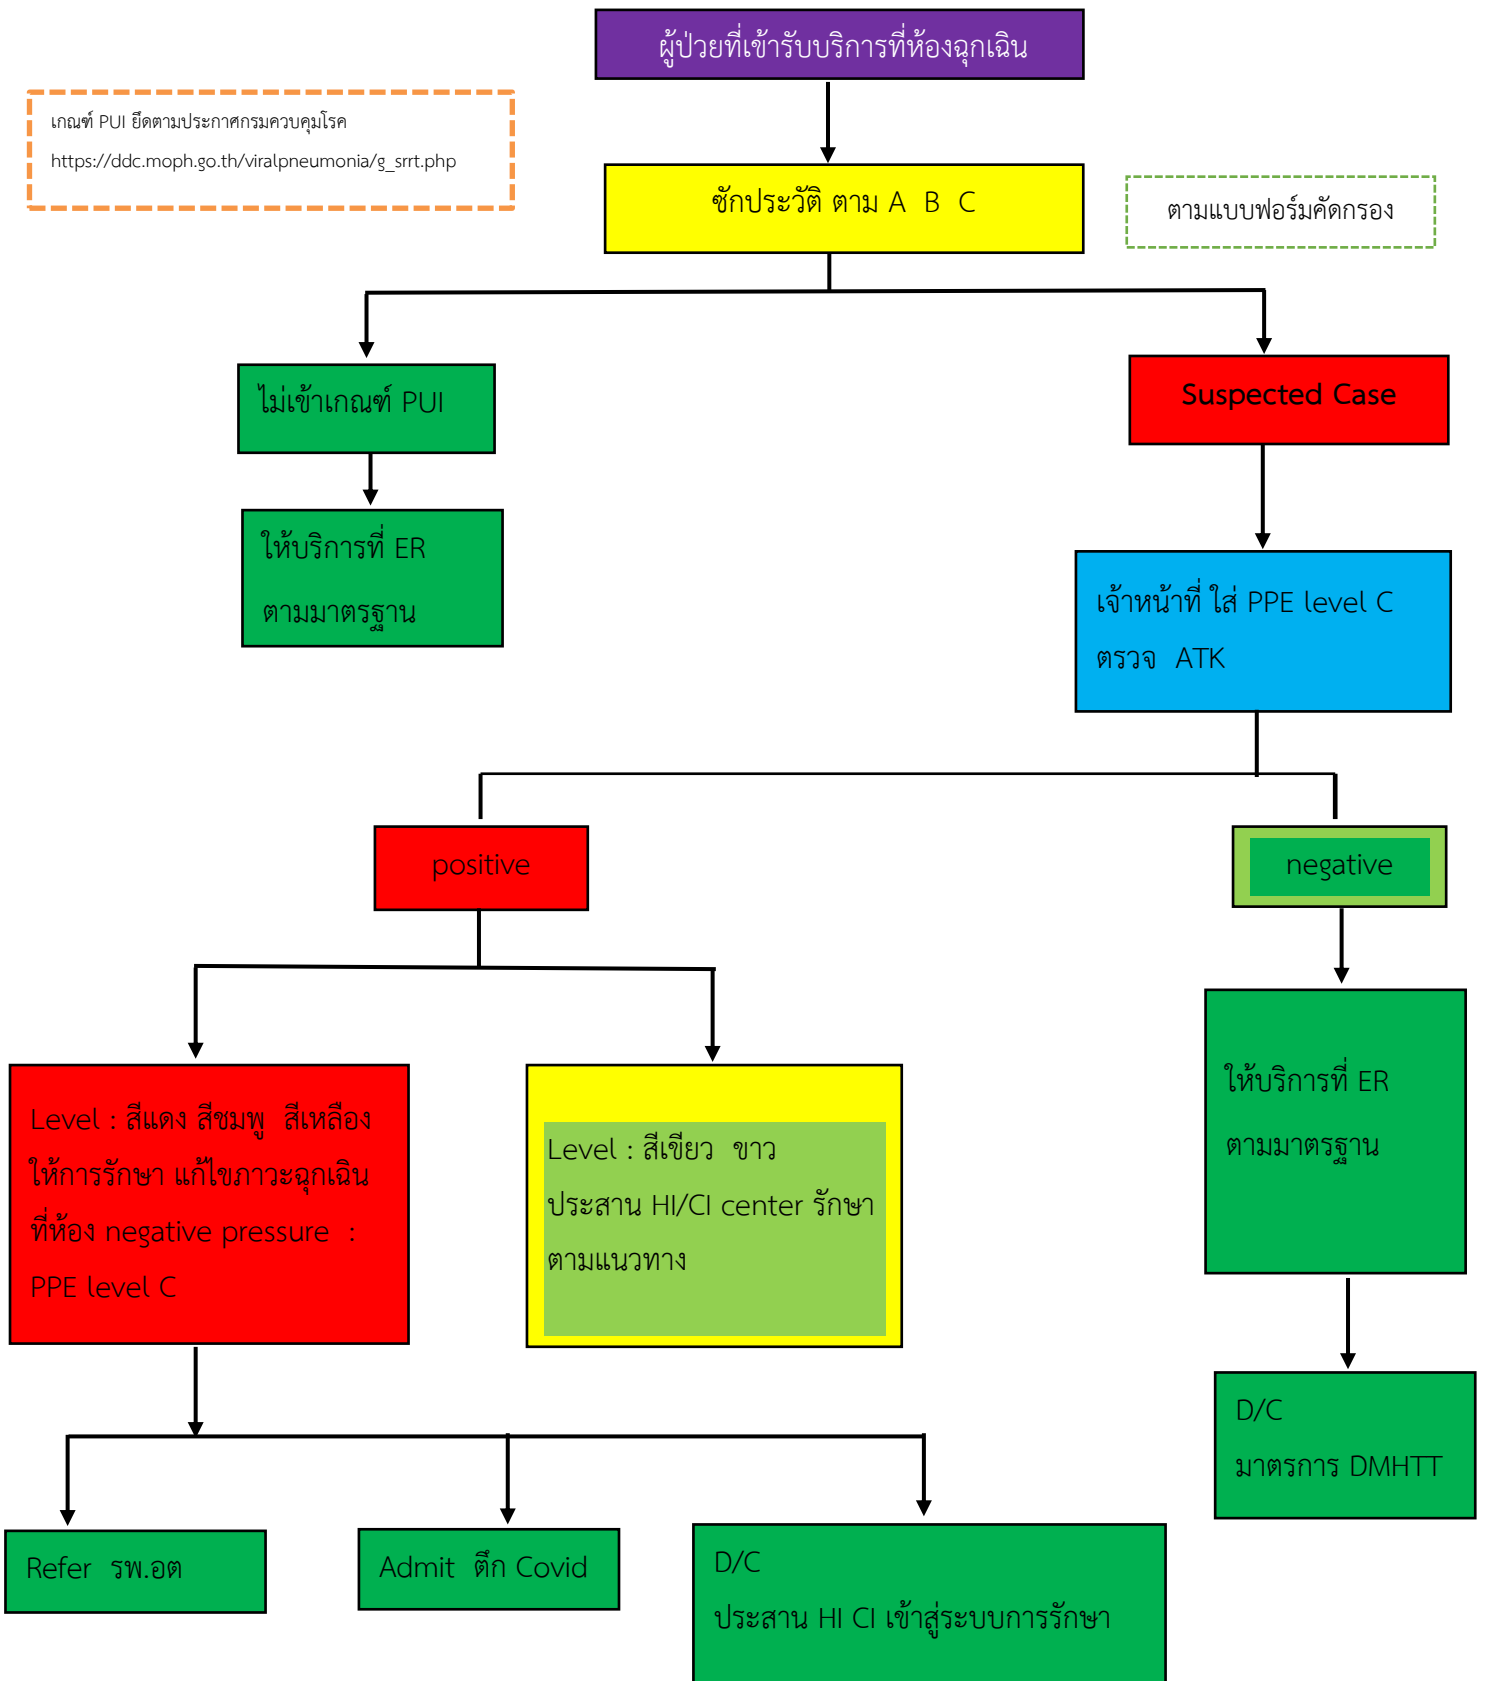 ผู้ป่วยที่เข้ารับบริการที่ห้องฉุกเฉิน
เกณฑ์ PUI ยึดตามประกาศกรมควบคุมโรค
https://ddc.moph.go.th/viralpneumonia/g_srrt.php
ซักประวัติ ตาม A B C
ตามแบบฟอร์มคัดกรอง
ไม่เข้าเกณฑ์ PUI
Suspected Case
ให้บริการที่ ER
ตามมาตรฐาน
เจ้าหน้าที่ ใส่ PPE level C
ตรวจ ATK
positive
negative
Level : สีแดง สีชมพู สีเหลือง
ให้การรักษา แก้ไขภาวะฉุกเฉิน
ที่ห้อง negative pressure :
PPE level C
Level : สีเขียว ขาว
ประสาน HI/CI center รักษา
ตามแนวทาง
ให้บริการที่ ER
ตามมาตรฐาน
D/C
มาตรการ DMHTT
Refer รพ.อต
Admit ตึก Covid
D/C
ประสาน HI CI เข้าสู่ระบบการรักษา